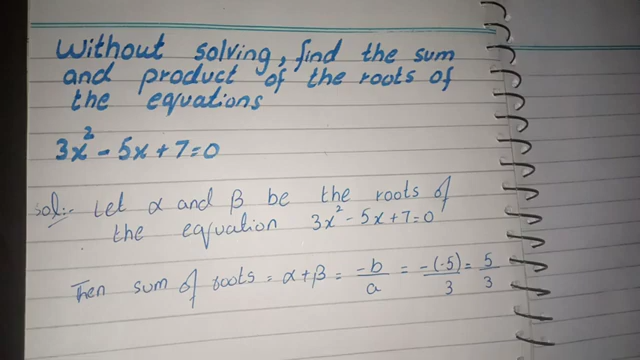 Without solving, find the sum
and product of the roots of
the equations
3x² - 5x + 7 = 0
Sol:- Let α and β be the roots of
the equation 3x² - 5x + 7 = 0
Then sum of roots = α + β = -b/a = -(-5)/3 = 5/3